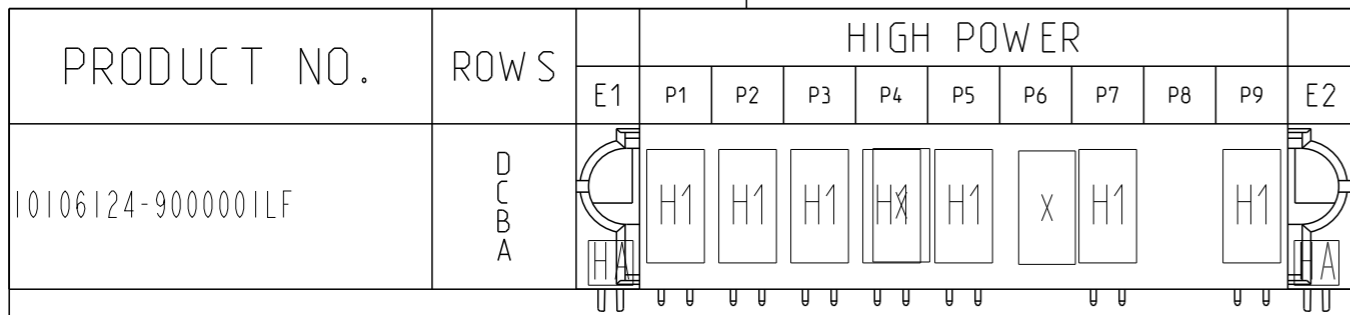 HIGH POWER
PRODUCT NO.
ROWS
E1 P1 P2 P3 P4 P5 P6 P7 P8 P9 E2
10106124-9000001LF
D
C
B
A
H1 H1 H1 H1 X H1 X H1 H1
HA HA